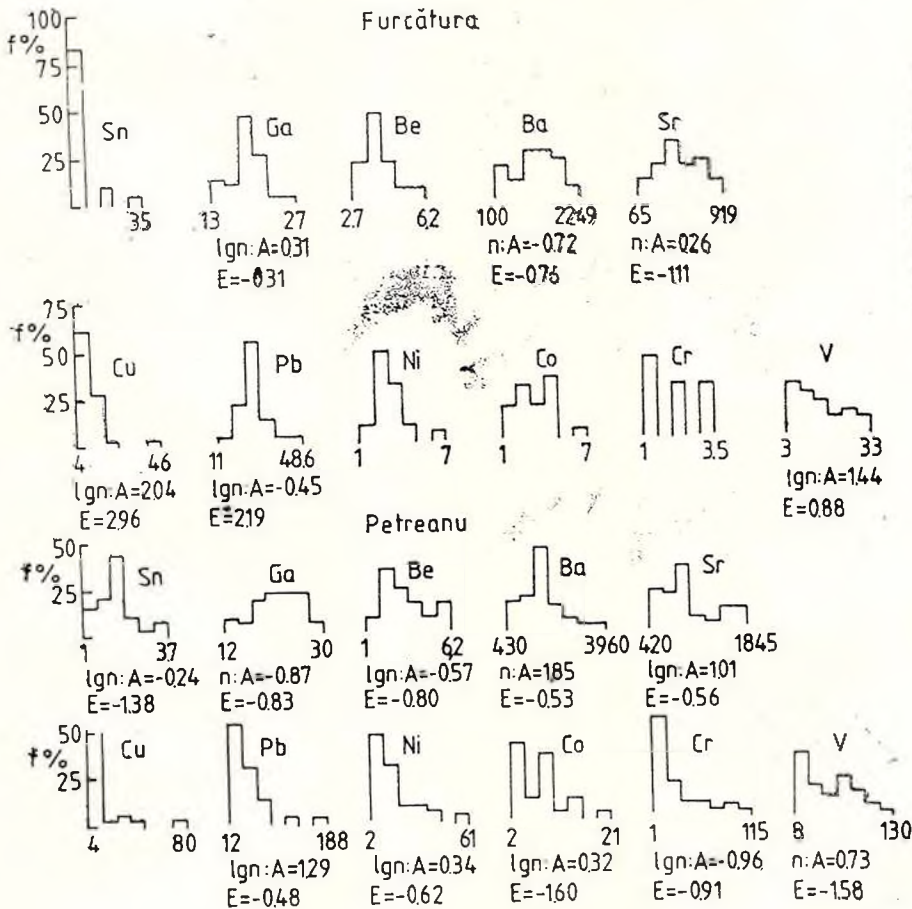 Furcătura
100
f%
75
50
25
Sn Ga Be Ba Sr
35 13 27 2.7 6,2 100 2249 65 919
lgn:A=0.31 n:A=-0.72 n:A=0.26
E=-0.31 E=-0.76 E=-1.11
75
f%
50
25
Cu Pb Ni Co Cr V
4 46 11 48.6 1 7 1 7 1 3.5 3 33
lgn:A=2.04 lgn:A=-0.45 lgn:A=1.44
E=2.96 E=2.19 E=0.88
Petreanu
50
f%
25
Sn Ga Be Ba Sr
1 37 12 30 1 62 430 3960 420 1845
lgn:A=-0.24 n:A=-0.87 lgn:A=-0.57 n:A=1.85 lgn:A=1.01
E=-1.38 E=-0.83 E=-0.80 E=-0.53 E=-0.56
50
f%
25
Cu Pb Ni Co Cr V
4 80 12 188 2 61 2 21 1 115 8 130
lgn:A=1.29 lgn:A=0.34 lgn:A=0.32 lgn:A=-0.96 n:A=0.73
E=-0.48 E=-0.62 E=-1.60 E=-0.91 E=-1.58